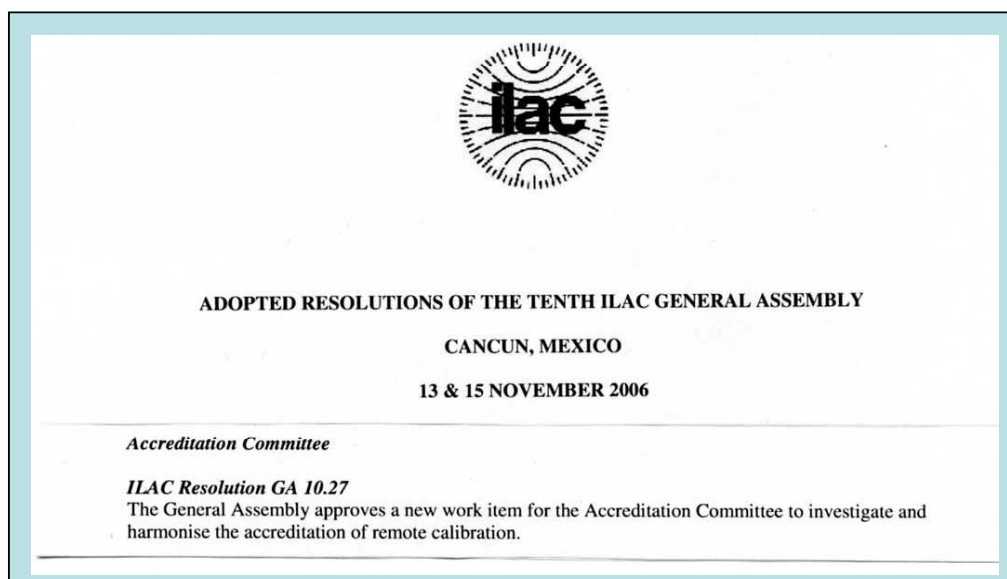 ilac
ADOPTED RESOLUTIONS OF THE TENTH ILAC GENERAL ASSEMBLY
CANCUN, MEXICO
13 & 15 NOVEMBER 2006
Accreditation Committee
ILAC Resolution GA 10.27
The General Assembly approves a new work item for the Accreditation Committee to investigate and
harmonise the accreditation of remote calibration.